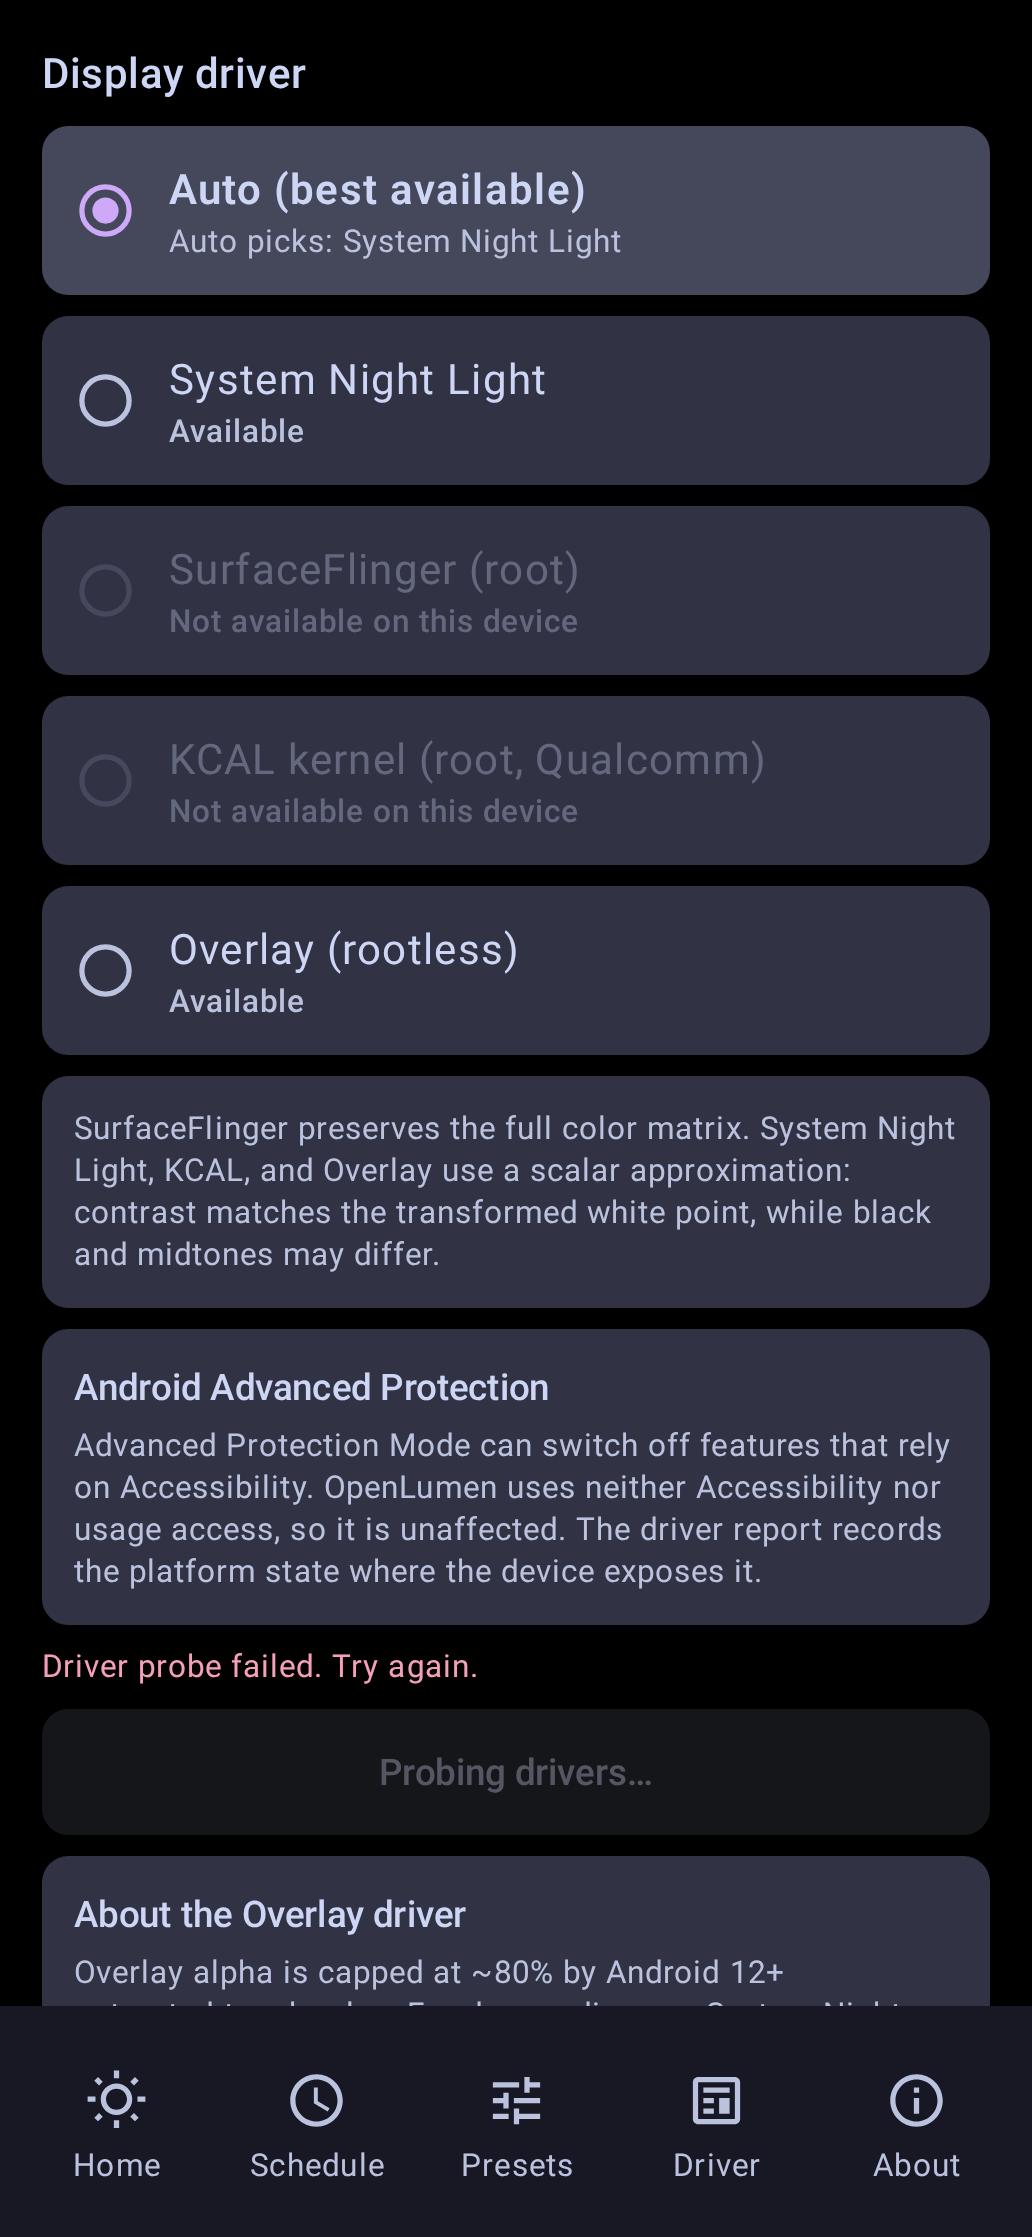 Display driver
Auto (best available)
Auto picks: System Night Light
System Night Light
Available
SurfaceFlinger (root)
Not available on this device
KCAL kernel (root, Qualcomm)
Not available on this device
Overlay (rootless)
Available
SurfaceFlinger preserves the full color matrix. System Night
Light, KCAL, and Overlay use a scalar approximation:
contrast matches the transformed white point, while black
and midtones may differ.
Android Advanced Protection
Advanced Protection Mode can switch off features that rely
on Accessibility. OpenLumen uses neither Accessibility nor
usage access, so it is unaffected. The driver report records
the platform state where the device exposes it.
Driver probe failed. Try again.
Probing drivers…
About the Overlay driver
Overlay alpha is capped at ~80% by Android 12+
Home
Schedule
Presets
Driver
About